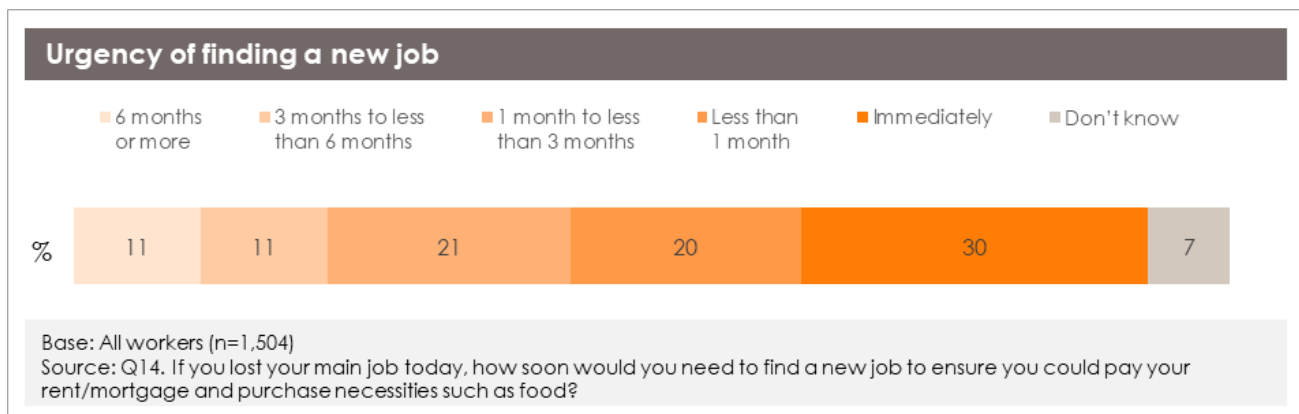 Urgency of finding a new job
6 months
or more
3 months to less
than 6 months
1 month to less
than 3 months
Less than
1 month
Immediately
Don't know
% 11 11 21 20 30 7
Base: All workers (n=1,504)
Source: Q14. If you lost your main job today, how soon would you need to find a new job to ensure you could pay your
rent/mortgage and purchase necessities such as food?